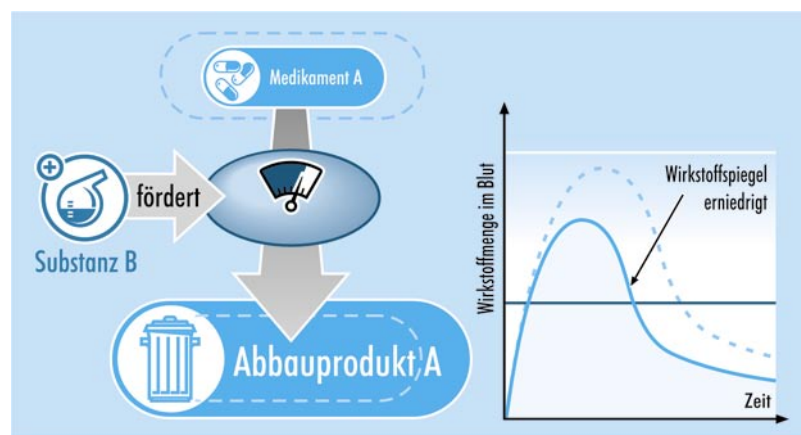 Medikament A
fördert
Substanz B
Abbauprodukt A
Wirkstoffmenge im Blut
Wirkstoffspiegel
erniedrigt
Zeit